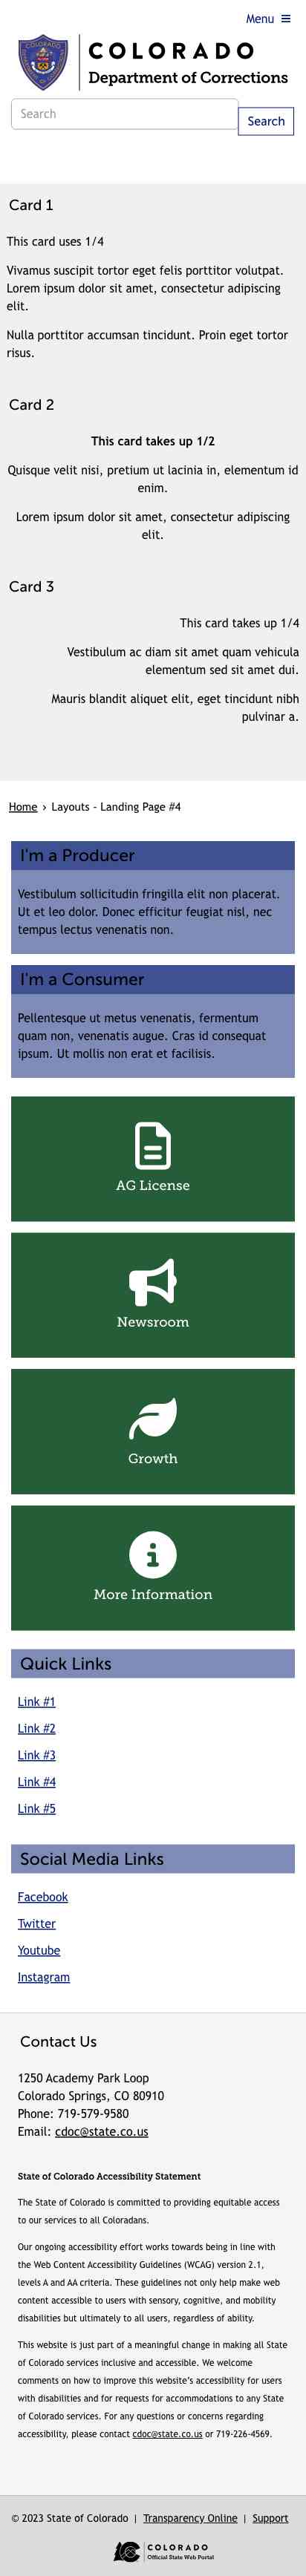 Menu
COLORADO
Department of Corrections
Search
Search
Card 1
This card uses 1/4
Vivamus suscipit tortor eget felis porttitor volutpat.
Lorem ipsum dolor sit amet, consectetur adipiscing
elit.
Nulla porttitor accumsan tincidunt. Proin eget tortor
risus.
Card 2
This card takes up 1/2
Quisque velit nisi, pretium ut lacinia in, elementum id
enim.
Lorem ipsum dolor sit amet, consectetur adipiscing
elit.
Card 3
This card takes up 1/4
Vestibulum ac diam sit amet quam vehicula
elementum sed sit amet dui.
Mauris blandit aliquet elit, eget tincidunt nibh
pulvinar a.
Home › Layouts - Landing Page #4
I'm a Producer
Vestibulum sollicitudin fringilla elit non placerat.
Ut et leo dolor. Donec efficitur feugiat nisl, nec
tempus lectus venenatis non.
I'm a Consumer
Pellentesque ut metus venenatis, fermentum
quam non, venenatis augue. Cras id consequat
ipsum. Ut mollis non erat et facilisis.
AG License
Newsroom
Growth
More Information
Quick Links
Link #1
Link #2
Link #3
Link #4
Link #5
Social Media Links
Facebook
Twitter
Youtube
Instagram
Contact Us
1250 Academy Park Loop
Colorado Springs, CO 80910
Phone: 719-579-9580
Email: cdoc@state.co.us
State of Colorado Accessibility Statement
The State of Colorado is committed to providing equitable access
to our services to all Coloradans.
Our ongoing accessibility effort works towards being in line with
the Web Content Accessibility Guidelines (WCAG) version 2.1,
levels A and AA criteria. These guidelines not only help make web
content accessible to users with sensory, cognitive, and mobility
disabilities but ultimately to all users, regardless of ability.
This website is just part of a meaningful change in making all State
of Colorado services inclusive and accessible. We welcome
comments on how to improve this website's accessibility for users
with disabilities and for requests for accommodations to any State
of Colorado services. For any questions or concerns regarding
accessibility, please contact cdoc@state.co.us or 719-226-4569.
© 2023 State of Colorado | Transparency Online | Support
COLORADO
Official State Web Portal